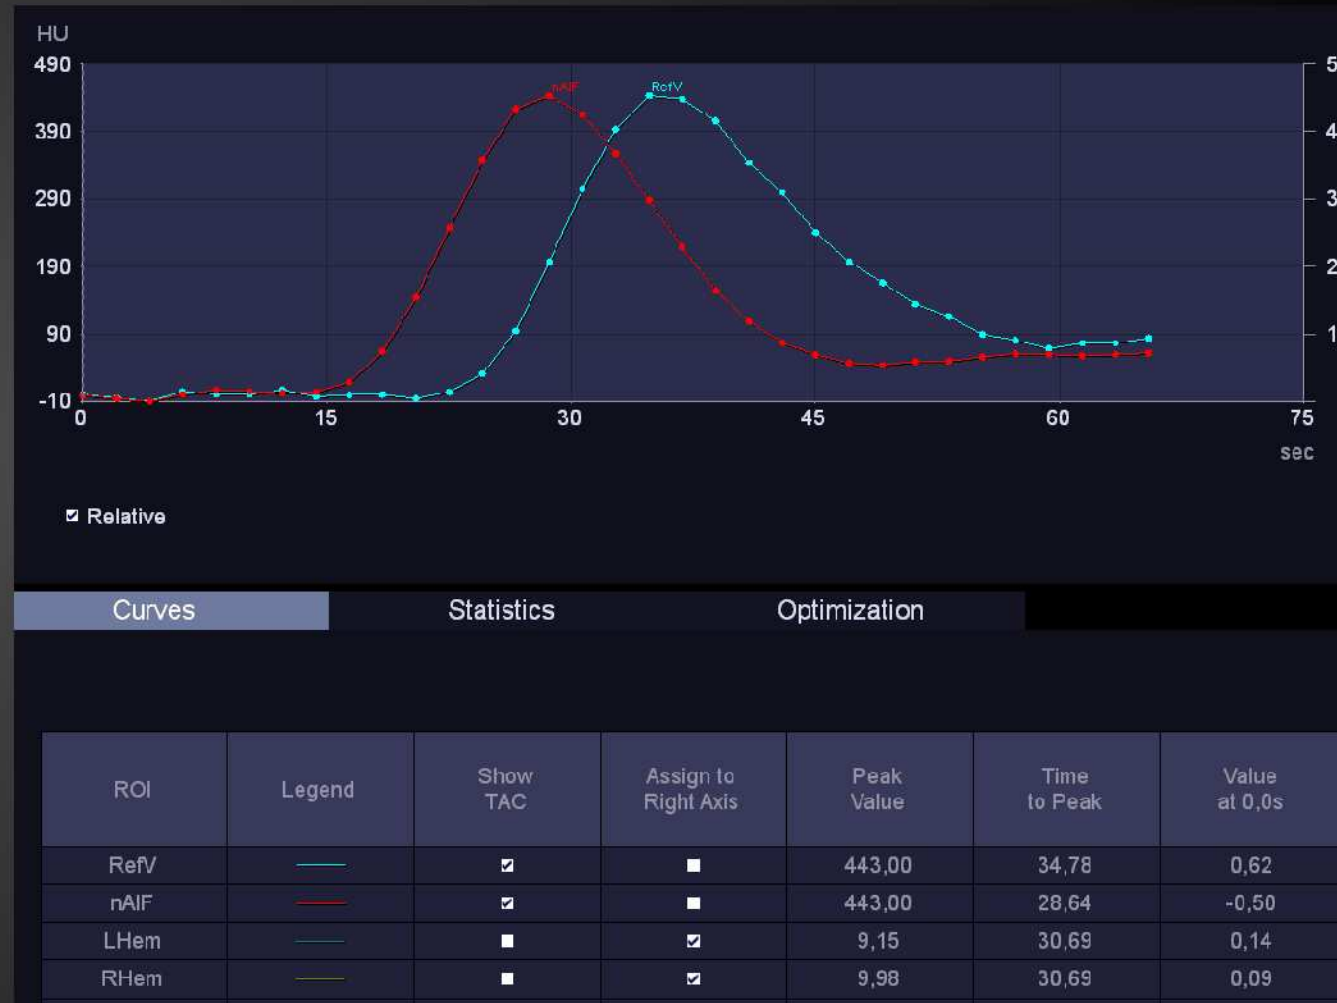 HU
490
5
nAIF
RefV
390
4
290
3
190
2
90
1
-10
0 15 30 45 60 75
sec
Relative
Curves Statistics Optimization
ROI Legend Show TAC Assign to Right Axis Peak Value Time to Peak Value at 0,0s
RefV 443,00 34,78 0,62
nAIF 443,00 28,64 -0,50
LHem 9,15 30,69 0,14
RHem 9,98 30,69 0,09